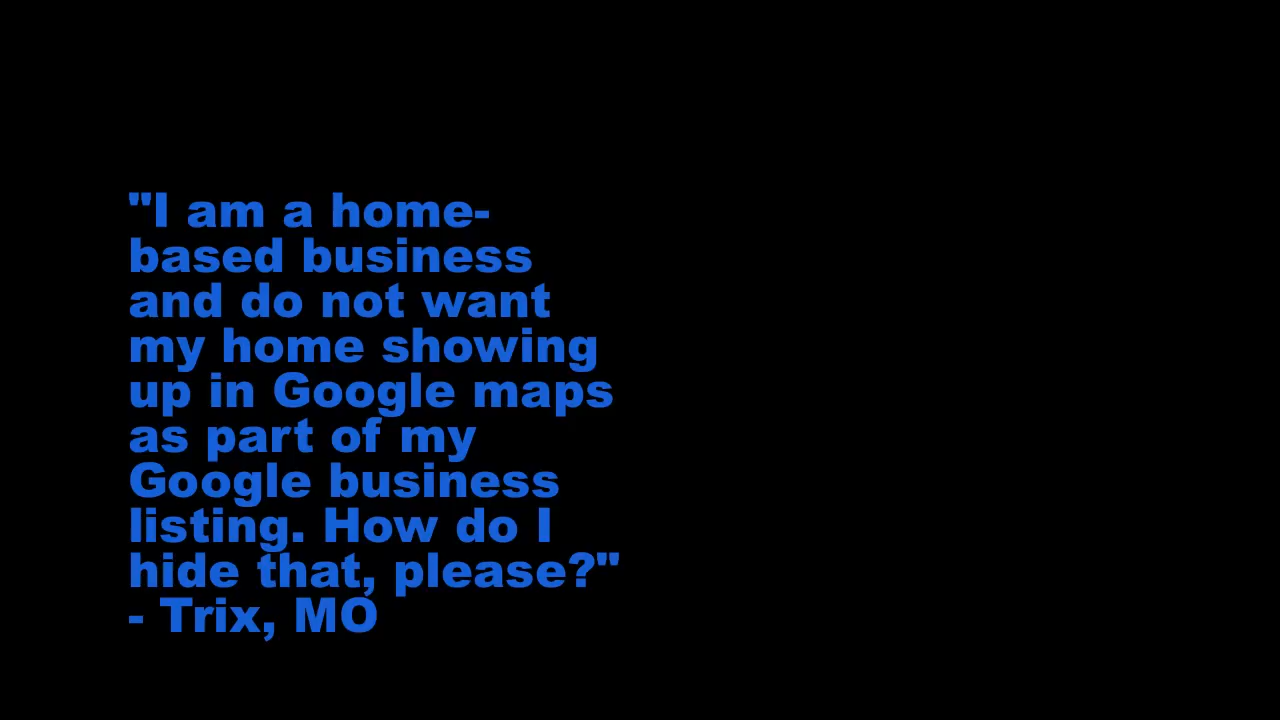 "I am a home-
based business
and do not want
my home showing
up in Google maps
as part of my
Google business
listing. How do I
hide that, please?"
- Trix, MO